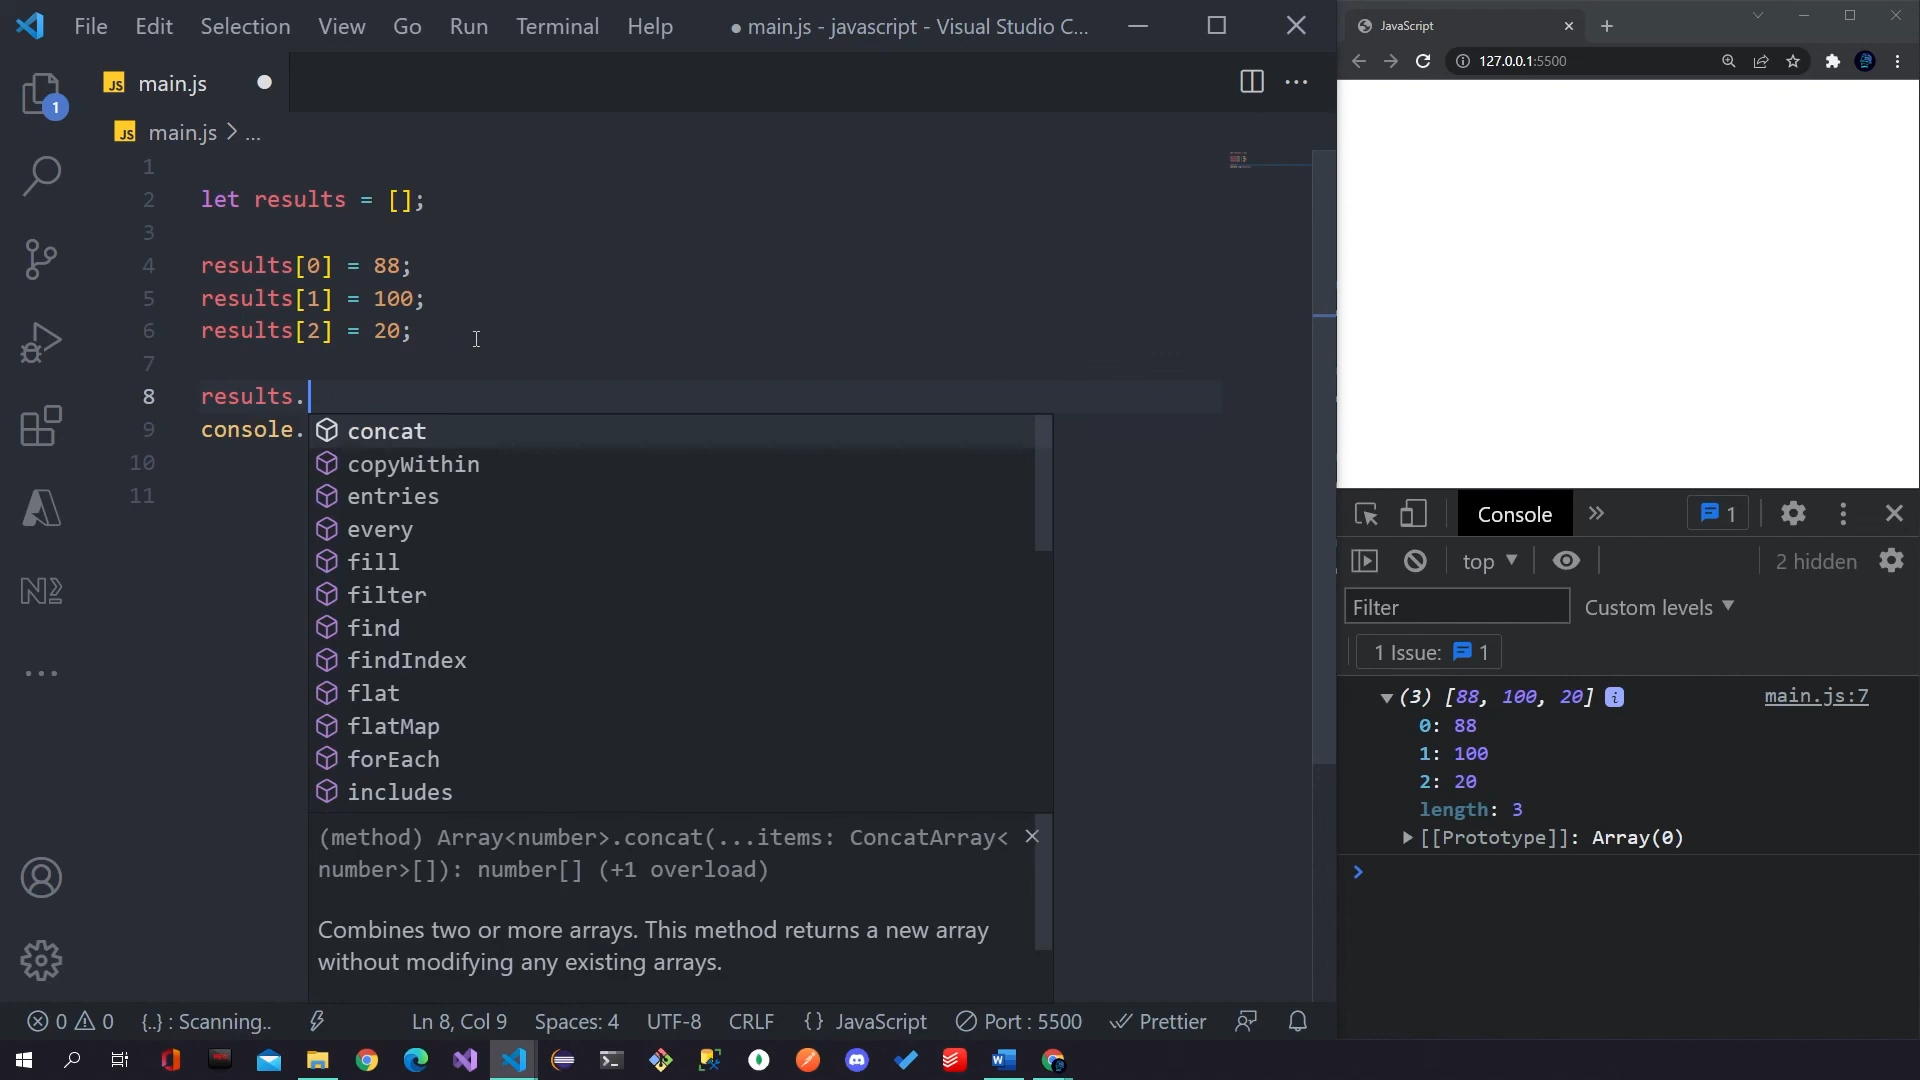 File Edit Selection View Go Run Terminal Help ● main.js - javascript - Visual Studio C...
JS main.js
JS main.js > ...
1
1
2 let results = [];
3
4 results[0] = 88;
5 results[1] = 100;
6 results[2] = 20;
7
8 results.
9 console.
10
11
concat
copyWithin
entries
every
fill
filter
find
findIndex
flat
flatMap
forEach
includes
(method) Array<number>.concat(...items: ConcatArray<
number>[]): number[] (+1 overload)
Combines two or more arrays. This method returns a new array
without modifying any existing arrays.
0 0 {..} : Scanning.. Ln 8, Col 9 Spaces: 4 UTF-8 CRLF {} JavaScript Port : 5500 Prettier
JavaScript
127.0.0.1:5500
Console 1
top 2 hidden
Filter Custom levels
1 Issue: 1
(3) [88, 100, 20] i main.js:7
0: 88
1: 100
2: 20
length: 3
[[Prototype]]: Array(0)